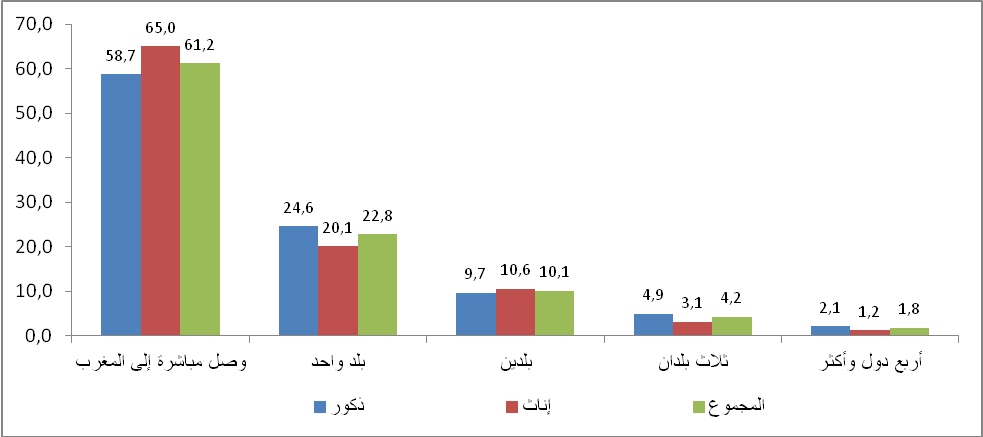 70,0
60,0
50,0
40,0
30,0
20,0
10,0
0,0
58,7 65,0 61,2
24,6 20,1 22,8
9,7 10,6 10,1
4,9 3,1 4,2
2,1 1,2 1,8
وصل مباشرة إلى المغرب
بلد واحد
بلدين
ثلاث بلدان
أربع دول وأكثر
ذكور
إناث
المجموع